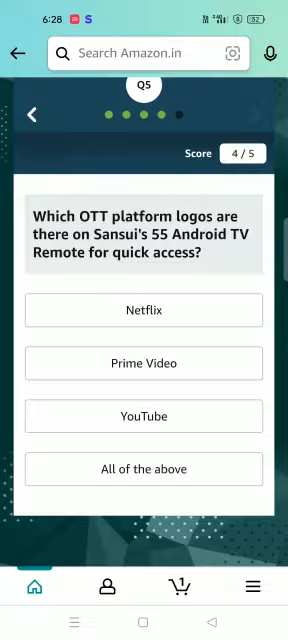 6:28 S 52
Search Amazon.in
Q5
Score 4 / 5
Which OTT platform logos are
there on Sansui's 55 Android TV
Remote for quick access?
Netflix
Prime Video
YouTube
All of the above
1